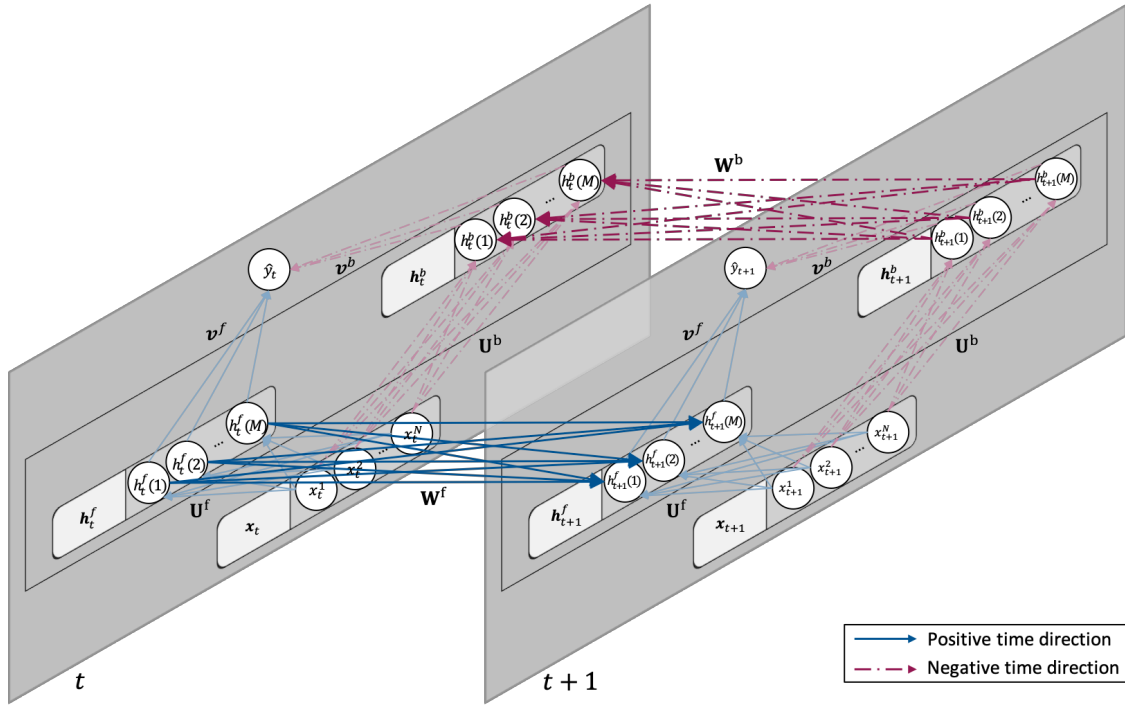 W^b
h_t^b(M)
h_{t+1}^b(M)
h_t^b(2)
h_{t+1}^b(2)
h_t^b(1)
h_{t+1}^b(1)
ŷ_t
v^b
h_t^b
ŷ_{t+1}
v^b
h_{t+1}^b
v^f
U^b
v^f
U^b
...
h_t^f(M)
x_t^N
h_{t+1}^f(M)
x_{t+1}^N
...
h_t^f(2)
x_t^2
h_{t+1}^f(2)
x_{t+1}^2
h_t^f(1)
x_t^1
h_{t+1}^f(1)
x_{t+1}^1
h_t^f
U^f
x_t
W^f
h_{t+1}^f
U^f
x_{t+1}
t
t + 1
Positive time direction
Negative time direction